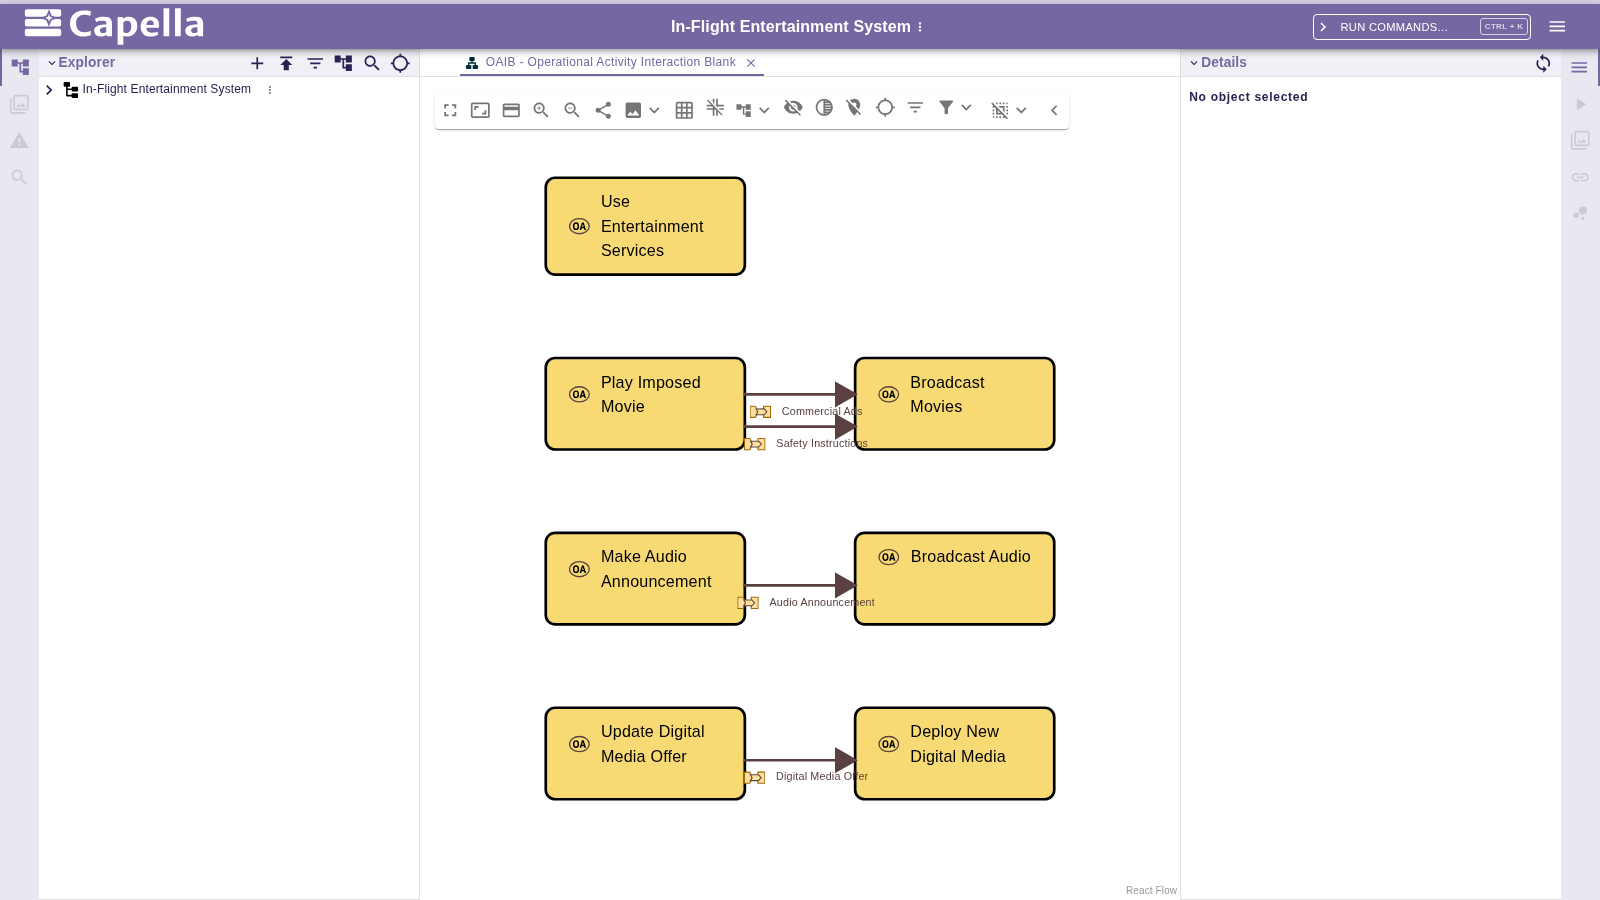 Capella
In-Flight Entertainment System
RUN COMMANDS...
CTRL + K
Explorer
In-Flight Entertainment System
OAIB - Operational Activity Interaction Blank
Details
No object selected
OA
Use
Entertainment
Services
OA
Play Imposed
Movie
OA
Broadcast
Movies
Commercial Ads
Safety Instructions
OA
Make Audio
Announcement
OA
Broadcast Audio
Audio Announcement
OA
Update Digital
Media Offer
OA
Deploy New
Digital Media
Digital Media Offer
React Flow